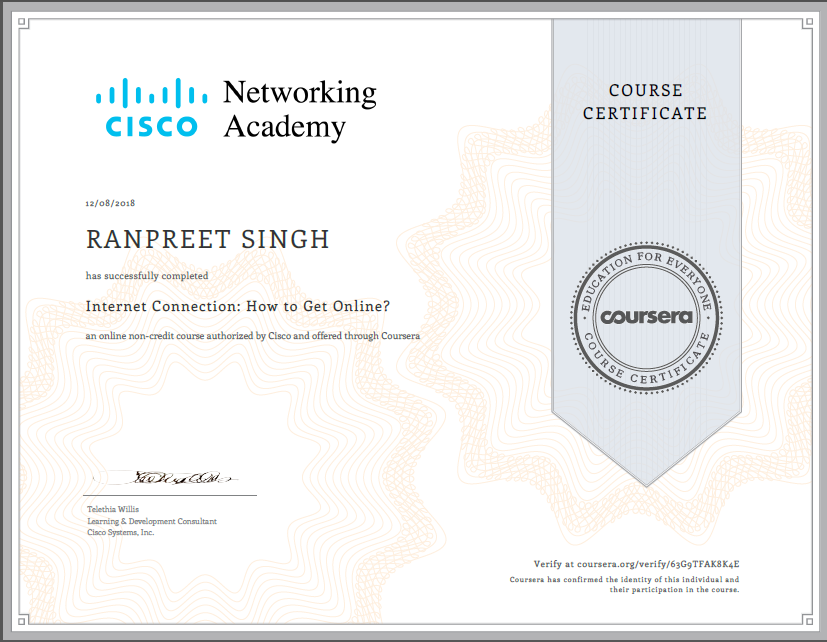 CISCO
Networking
Academy
COURSE
CERTIFICATE
12/08/2018
RANPREET SINGH
has successfully completed
Internet Connection: How to Get Online?
an online non-credit course authorized by Cisco and offered through Coursera
EDUCATION FOR EVERYONE
coursera
COURSE CERTIFICATE
Telethia Willis
Learning & Development Consultant
Cisco Systems, Inc.
Verify at coursera.org/verify/63G9TFAK8K4E
Coursera has confirmed the identity of this individual and
their participation in the course.